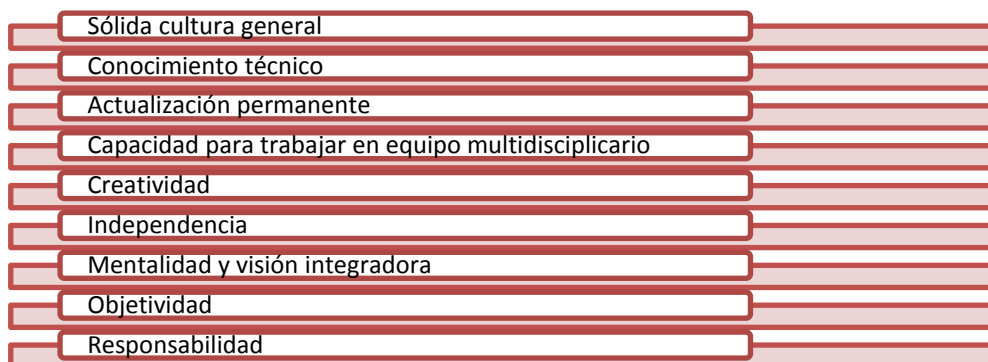 Sólida cultura general
Conocimiento técnico
Actualización permanente
Capacidad para trabajar en equipo multidisciplicario
Creatividad
Independencia
Mentalidad y visión integradora
Objetividad
Responsabilidad